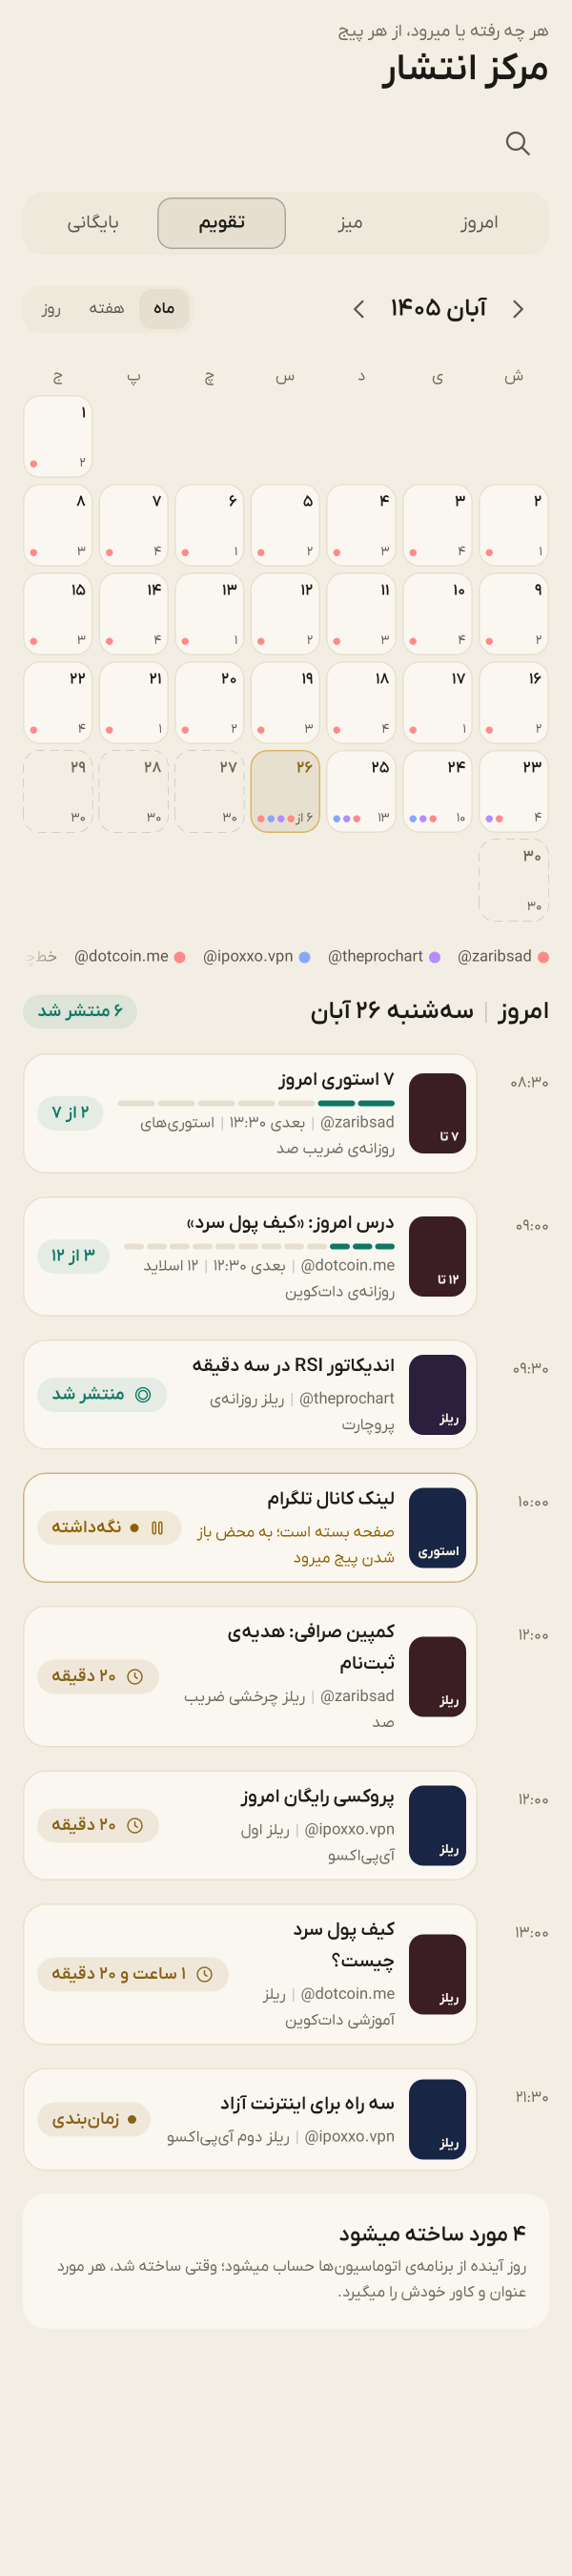 هر چه رفته یا میرود، از هر پیج
مرکز انتشار
امروز میز تقویم بایگانی
آبان ۱۴۰۵ ماه هفته روز
ش ی د س چ پ ج
۱
۲
۲ ۳ ۴ ۵ ۶ ۷ ۸
۱ ۴ ۳ ۲ ۱ ۴ ۳
۹ ۱۰ ۱۱ ۱۲ ۱۳ ۱۴ ۱۵
۲ ۴ ۳ ۲ ۱ ۴ ۳
۱۶ ۱۷ ۱۸ ۱۹ ۲۰ ۲۱ ۲۲
۲ ۱ ۴ ۳ ۲ ۱ ۴
۲۳ ۲۴ ۲۵ ۲۶ ۲۷ ۲۸ ۲۹
۴ ۱۰ ۱۳ ۶ از ۳۰ ۳۰ ۳۰
۳۰
۳۰
@zaribsad @theprochart @ipoxxo.vpn @dotcoin.me
امروز | سه‌شنبه ۲۶ آبان ۶ منتشر شد
۰۸:۳۰
۷ تا
۷ استوری امروز
@zaribsad | بعدی ۱۳:۳۰ | استوری‌های
روزانه‌ی ضریب صد
۲ از ۷
۰۹:۰۰
۱۲ تا
درس امروز: «کیف پول سرد»
@dotcoin.me | بعدی ۱۲:۳۰ | ۱۲ اسلاید
روزانه‌ی دات‌کوین
۳ از ۱۲
۰۹:۳۰
ریلز
اندیکاتور RSI در سه دقیقه
@theprochart | ریلز روزانه‌ی
پروچارت
منتشر شد
۱۰:۰۰
استوری
لینک کانال تلگرام
صفحه بسته است؛ به محض باز
شدن پیج میرود
نگه‌داشته
۱۲:۰۰
ریلز
کمپین صرافی: هدیه‌ی
ثبت‌نام
@zaribsad | ریلز چرخشی ضریب
صد
۲۰ دقیقه
۱۲:۰۰
ریلز
پروکسی رایگان امروز
@ipoxxo.vpn | ریلز اول
آی‌پی‌اکسو
۲۰ دقیقه
۱۳:۰۰
ریلز
کیف پول سرد
چیست؟
@dotcoin.me | ریلز
آموزشی دات‌کوین
۱ ساعت و ۲۰ دقیقه
۲۱:۳۰
ریلز
سه راه برای اینترنت آزاد
@ipoxxo.vpn | ریلز دوم آی‌پی‌اکسو
زمان‌بندی
۴ مورد ساخته میشود
روز آینده از برنامه‌ی اتوماسیون‌ها حساب میشود؛ وقتی ساخته شد، هر مورد
عنوان و کاور خودش را میگیرد.